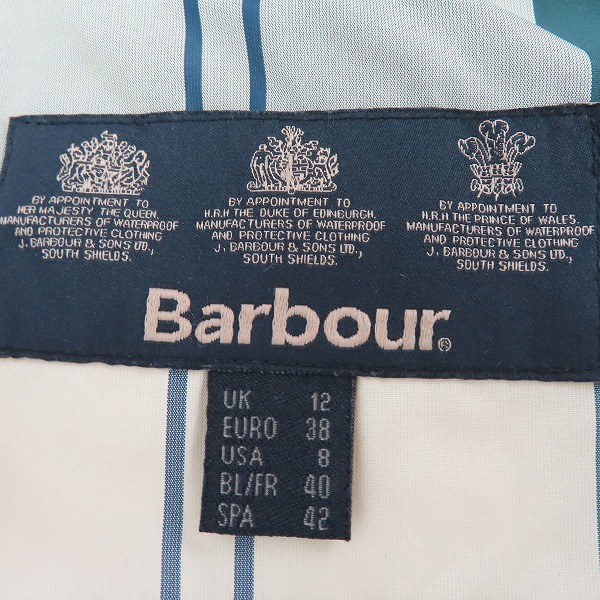 BY APPOINTMENT TO
HER MAJESTY THE QUEEN.
MANUFACTURERS OF WATERPROOF
AND PROTECTIVE CLOTHING
J. BARBOUR & SONS LTD.,
SOUTH SHIELDS.
BY APPOINTMENT TO
H.R.H THE DUKE OF EDINBURGH.
MANUFACTURERS OF WATERPROOF
AND PROTECTIVE CLOTHING
J. BARBOUR & SONS LTD.,
SOUTH SHIELDS.
BY APPOINTMENT TO
H.R.H THE PRINCE OF WALES.
MANUFACTURERS OF WATERPROOF
AND PROTECTIVE CLOTHING
J. BARBOUR & SONS LTD.,
SOUTH SHIELDS.
Barbour®
UK 12
EURO 38
USA 8
BL/FR 40
SPA 42